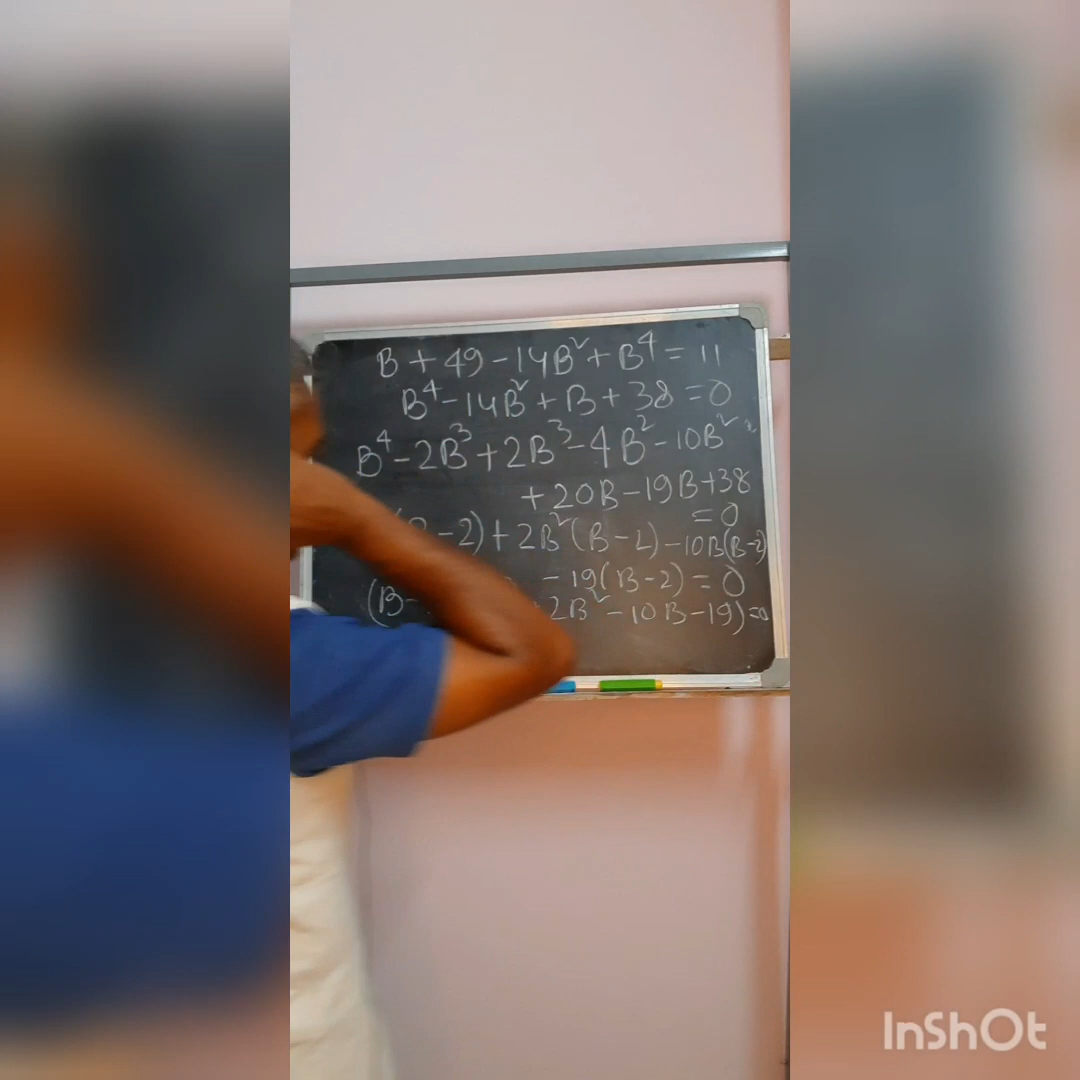 B + 49 - 14B² + B⁴ = 11
B⁴ - 14B² + B + 38 = 0
B⁴ - 2B³ + 2B³ - 4B² - 10B²
+ 20B - 19B + 38
= 0
- 2) + 2B² (B - 2) - 10B (B - 2)
- 19 (B - 2) = 0
(B - 2B² - 10B - 19) = 0
InShOt